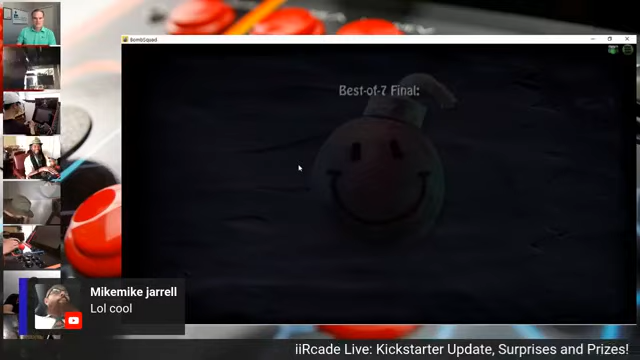 BombSquad
Best-of-7 Final:
Mikemike jarrell
Lol cool
iiRcade Live: Kickstarter Update, Surprises and Prizes!